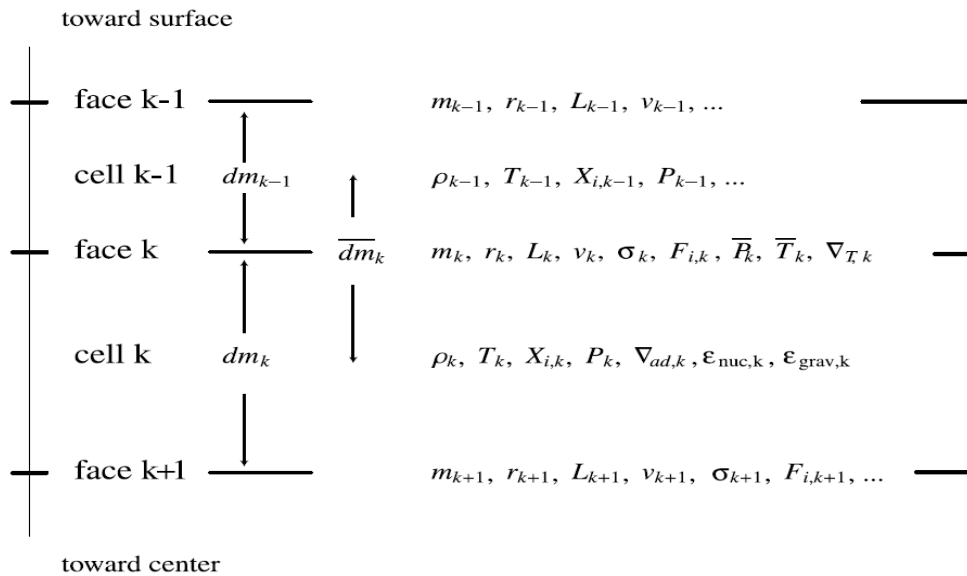 toward surface
face k-1 m_{k−1}, r_{k−1}, L_{k−1}, v_{k−1}, ...
cell k-1 dm_{k−1} ρ_{k−1}, T_{k−1}, X_{i,k−1}, P_{k−1}, ...
face k \overline{dm}_k m_k, r_k, L_k, v_k, σ_k, F_{i,k}, \overline{P}_k, \overline{T}_k, ∇_{T,k}
cell k dm_k ρ_k, T_k, X_{i,k}, P_k, ∇_{ad,k}, ε_{nuc,k}, ε_{grav,k}
face k+1 m_{k+1}, r_{k+1}, L_{k+1}, v_{k+1}, σ_{k+1}, F_{i,k+1}, ...
toward center